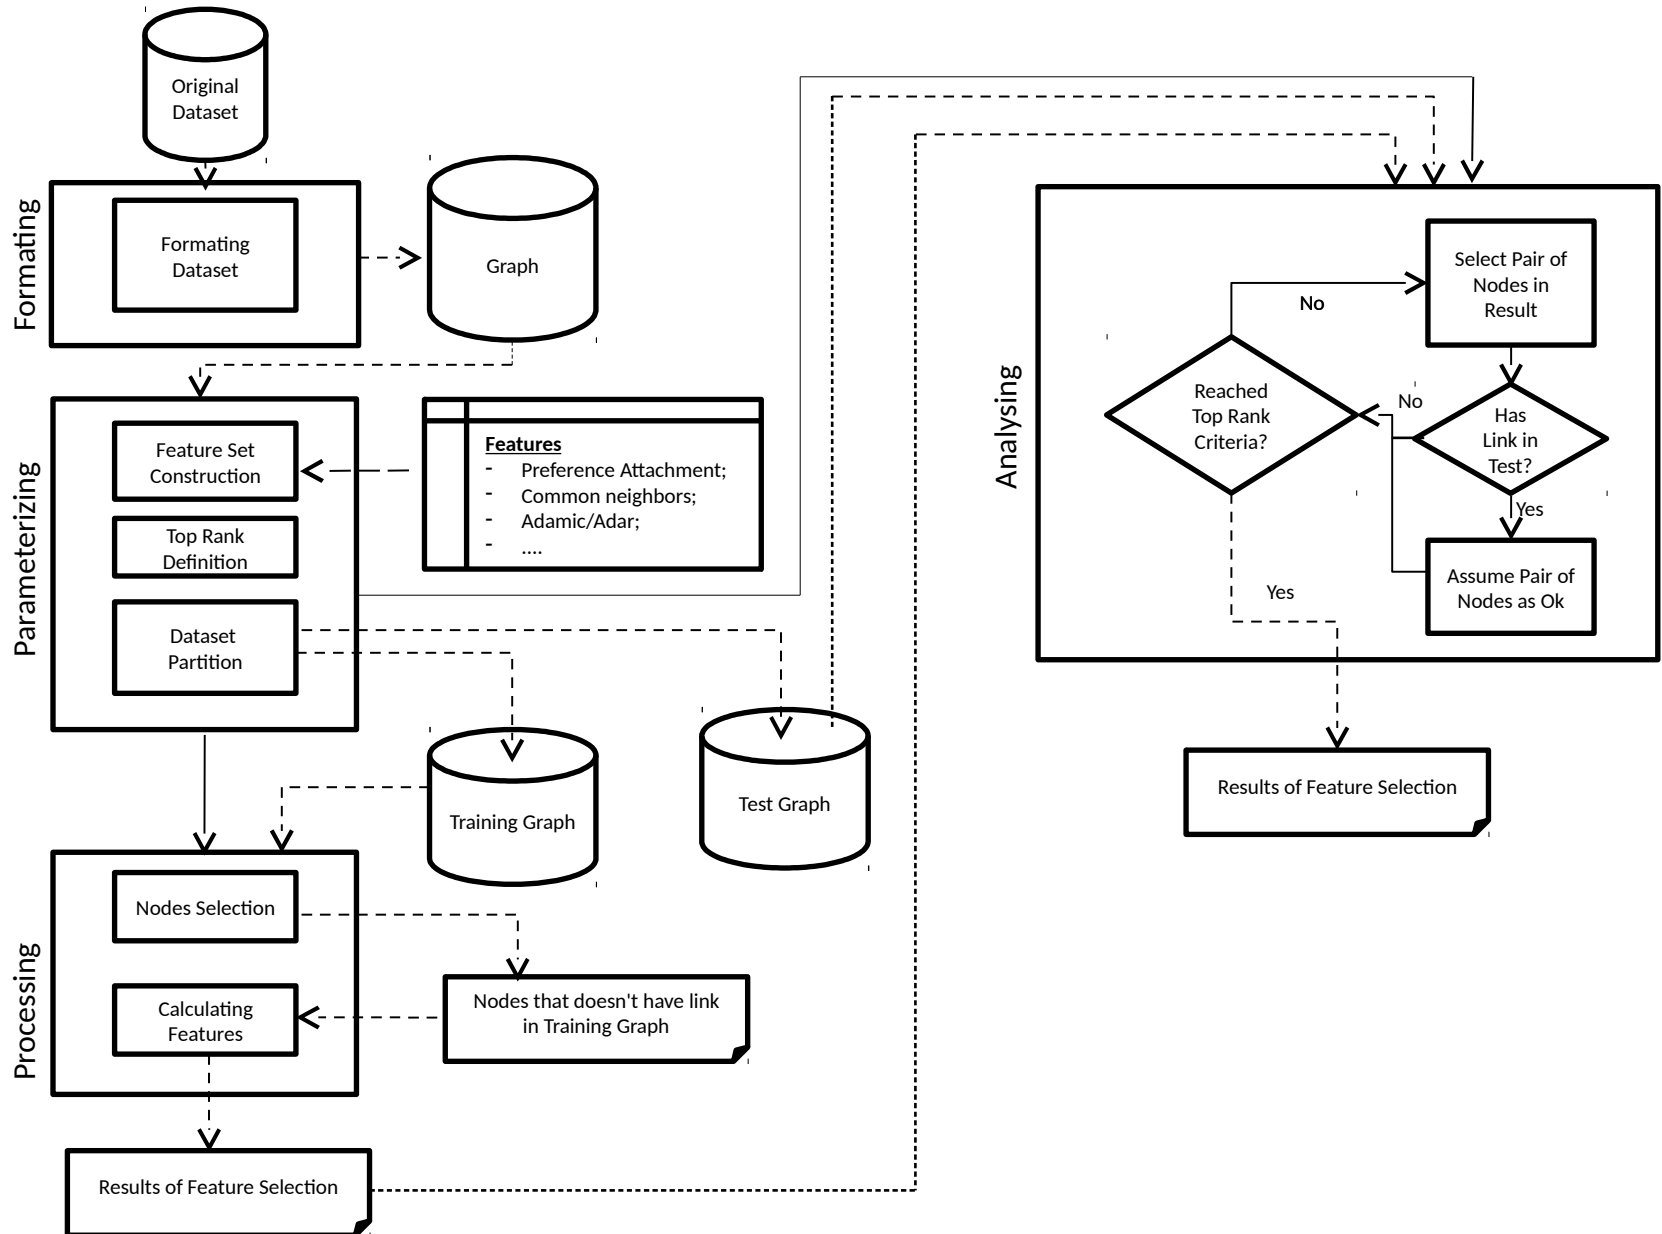 Original
Dataset
Formating
Formating
Dataset
Graph
Parameterizing
Feature Set
Construction
Top Rank
Definition
Dataset
Partition
Features
- Preference Attachment;
- Common neighbors;
- Adamic/Adar;
- ....
Training Graph
Test Graph
Processing
Nodes Selection
Calculating
Features
Nodes that doesn't have link
in Training Graph
Results of Feature Selection
Analysing
Select Pair of
Nodes in
Result
No
Reached
Top Rank
Criteria?
No
Has
Link in
Test?
Yes
Assume Pair of
Nodes as Ok
Yes
Results of Feature Selection